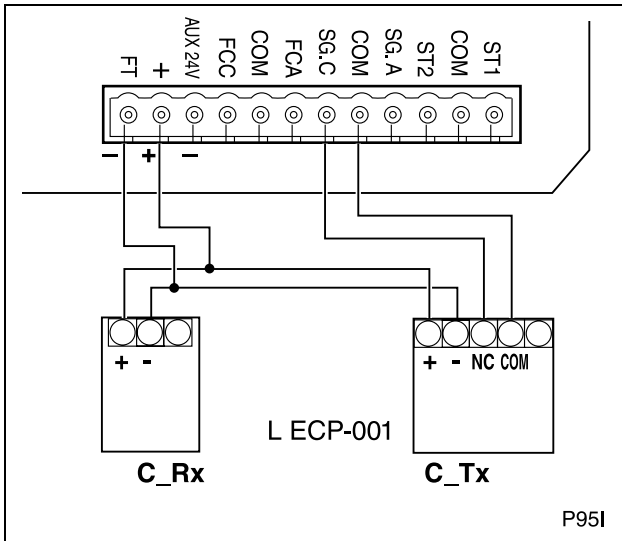 FT + AUX 24V FCC COM FCA SG.C COM SG.A ST2 COM ST1
– + –
+ - + - NC COM
L ECP-001
C_Rx C_Tx
P95I